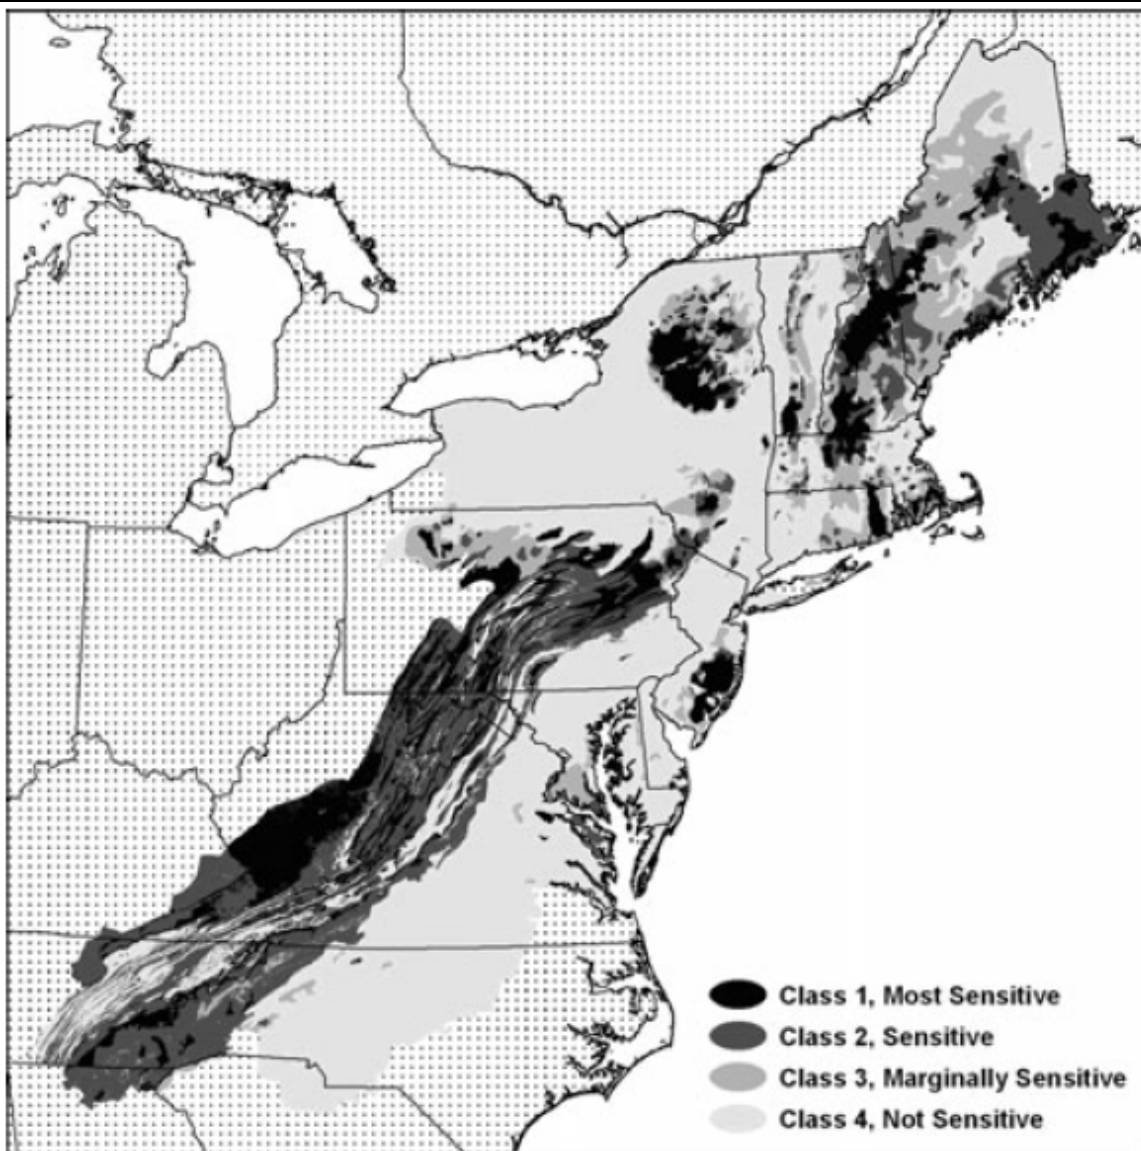 Class 1, Most Sensitive
Class 2, Sensitive
Class 3, Marginally Sensitive
Class 4, Not Sensitive